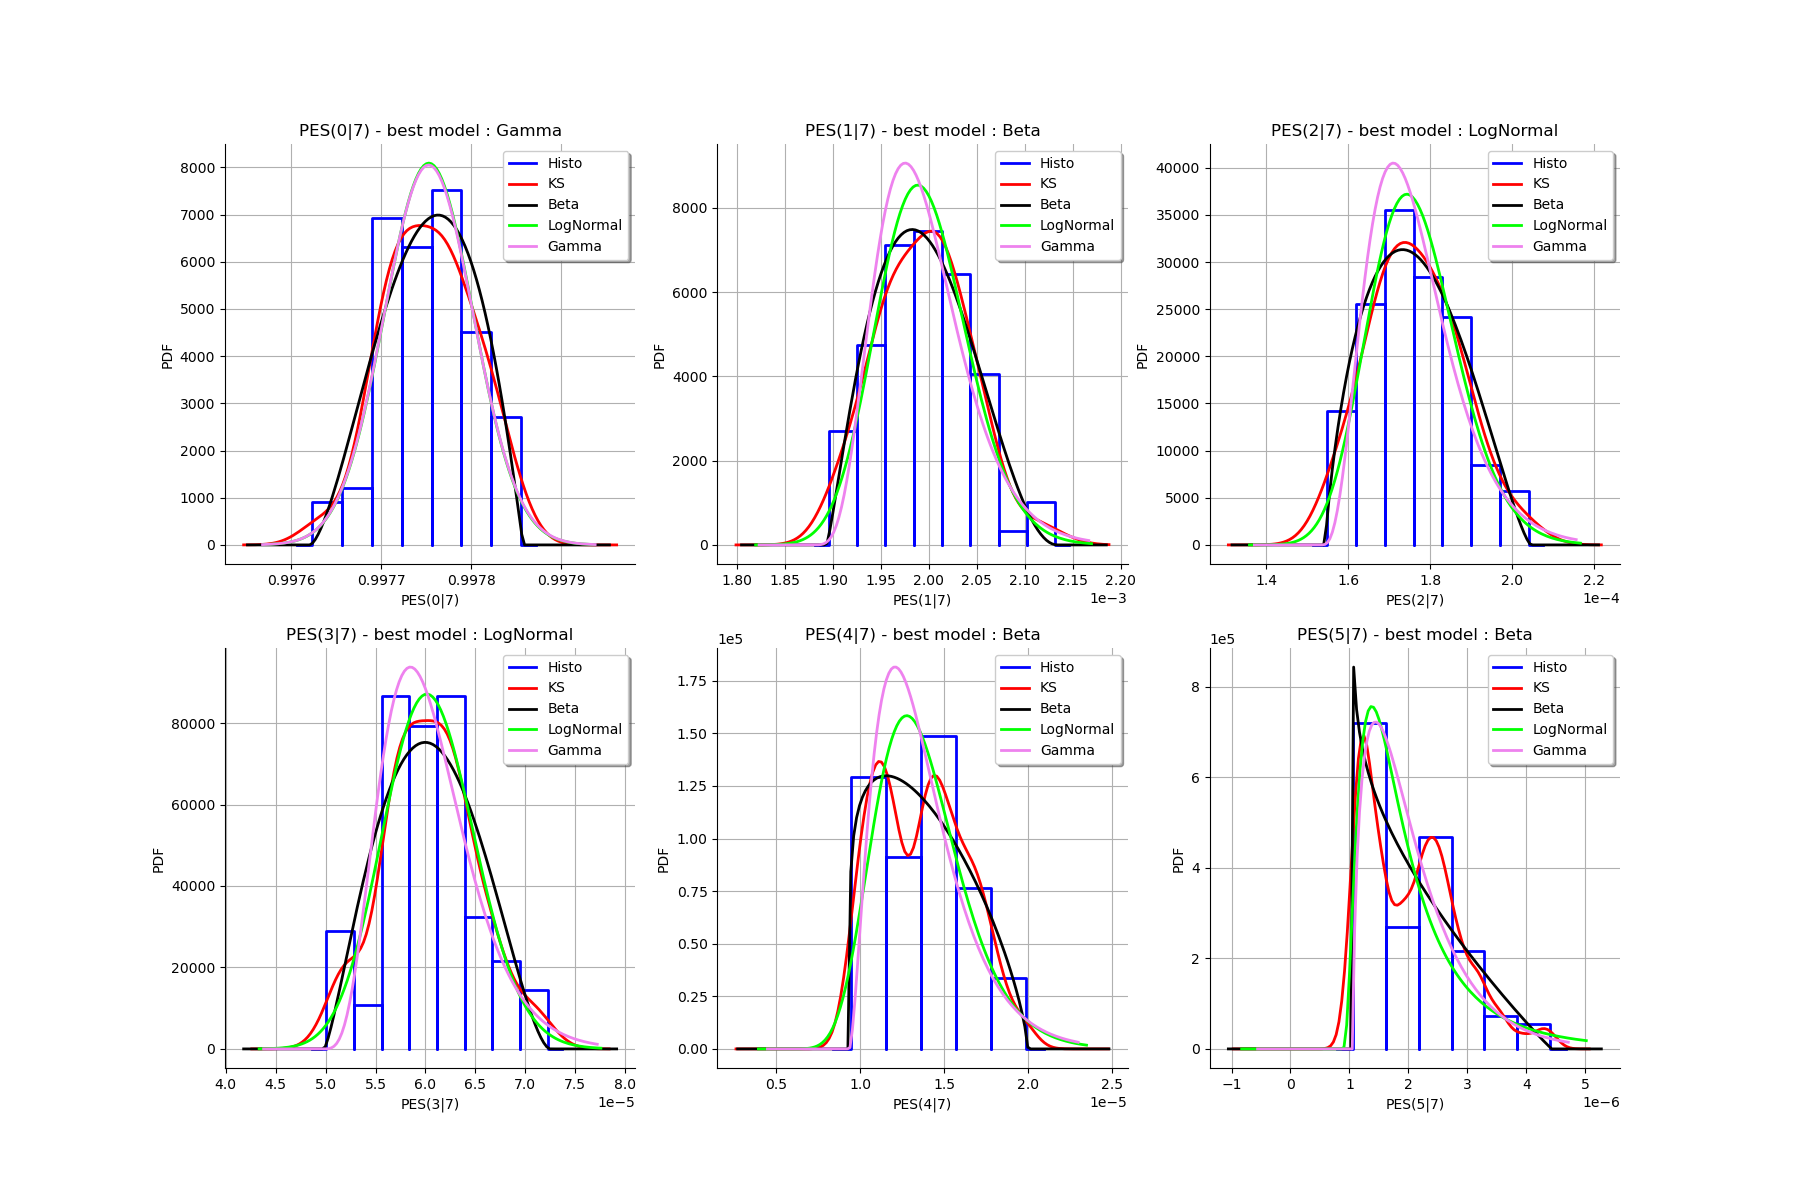 PES(0|7) - best model : Gamma
PDF
8000
7000
6000
5000
4000
3000
2000
1000
0
Histo
KS
Beta
LogNormal
Gamma
0.9976 0.9977 0.9978 0.9979
PES(0|7)
PES(1|7) - best model : Beta
PDF
8000
6000
4000
2000
0
Histo
KS
Beta
LogNormal
Gamma
1.80 1.85 1.90 1.95 2.00 2.05 2.10 2.15 2.20
PES(1|7)
1e−3
PES(2|7) - best model : LogNormal
PDF
40000
35000
30000
25000
20000
15000
10000
5000
0
Histo
KS
Beta
LogNormal
Gamma
1.4 1.6 1.8 2.0 2.2
PES(2|7)
1e−4
PES(3|7) - best model : LogNormal
PDF
80000
60000
40000
20000
0
Histo
KS
Beta
LogNormal
Gamma
4.0 4.5 5.0 5.5 6.0 6.5 7.0 7.5 8.0
PES(3|7)
1e−5
PES(4|7) - best model : Beta
1e5
PDF
1.75
1.50
1.25
1.00
0.75
0.50
0.25
0.00
Histo
KS
Beta
LogNormal
Gamma
0.5 1.0 1.5 2.0 2.5
PES(4|7)
1e−5
PES(5|7) - best model : Beta
1e5
PDF
8
6
4
2
0
Histo
KS
Beta
LogNormal
Gamma
−1 0 1 2 3 4 5
PES(5|7)
1e−6